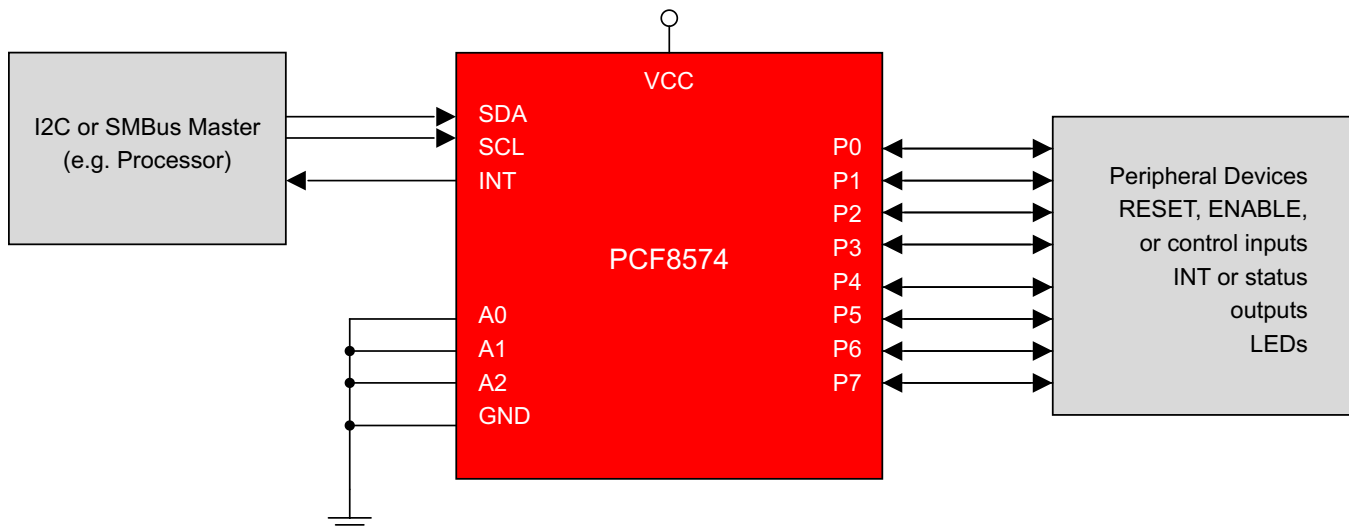 I2C or SMBus Master
(e.g. Processor)
VCC
SDA
SCL
INT
A0
A1
A2
GND
PCF8574
P0
P1
P2
P3
P4
P5
P6
P7
Peripheral Devices
RESET, ENABLE,
or control inputs
INT or status
outputs
LEDs